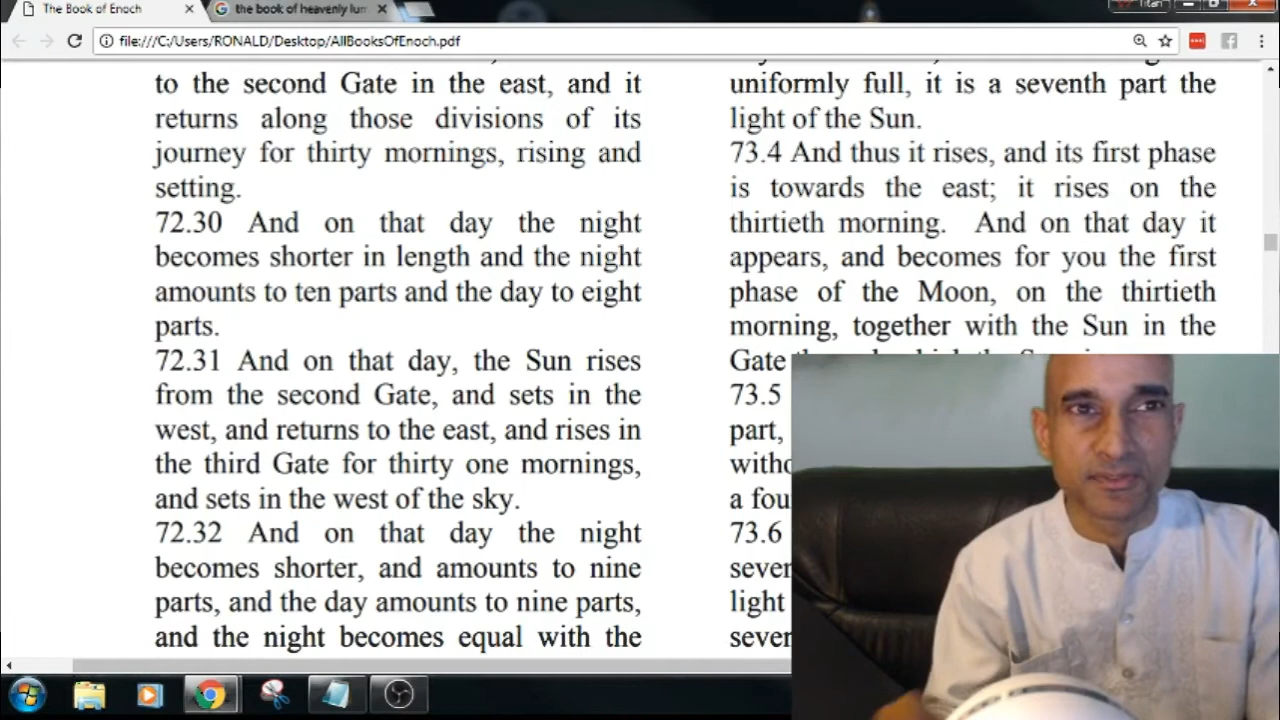 The Book of Enoch
the book of heavenly lum
Titan
file:///C:/Users/RONALD/Desktop/AllBooksOfEnoch.pdf
to the second Gate in the east, and it
returns along those divisions of its
journey for thirty mornings, rising and
setting.
72.30 And on that day the night
becomes shorter in length and the night
amounts to ten parts and the day to eight
parts.
72.31 And on that day, the Sun rises
from the second Gate, and sets in the
west, and returns to the east, and rises in
the third Gate for thirty one mornings,
and sets in the west of the sky.
72.32 And on that day the night
becomes shorter, and amounts to nine
parts, and the day amounts to nine parts,
and the night becomes equal with the
uniformly full, it is a seventh part the
light of the Sun.
73.4 And thus it rises, and its first phase
is towards the east; it rises on the
thirtieth morning. And on that day it
appears, and becomes for you the first
phase of the Moon, on the thirtieth
morning, together with the Sun in the
Gate
73.5
part,
witho
a fou
73.6
seven
light
seven